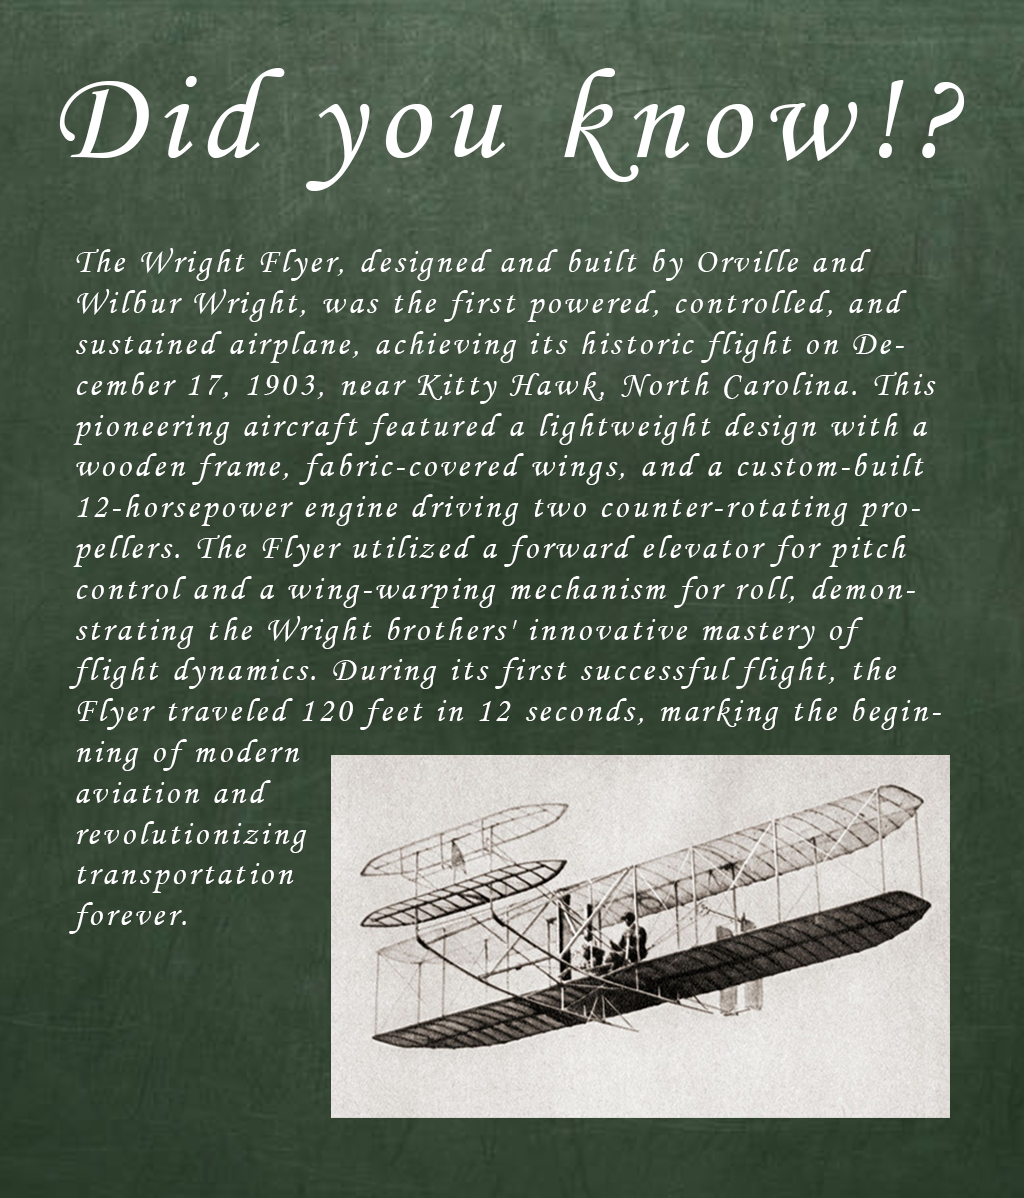 Did you know!?
The Wright Flyer, designed and built by Orville and
Wilbur Wright, was the first powered, controlled, and
sustained airplane, achieving its historic flight on De-
cember 17, 1903, near Kitty Hawk, North Carolina. This
pioneering aircraft featured a lightweight design with a
wooden frame, fabric-covered wings, and a custom-built
12-horsepower engine driving two counter-rotating pro-
pellers. The Flyer utilized a forward elevator for pitch
control and a wing-warping mechanism for roll, demon-
strating the Wright brothers' innovative mastery of
flight dynamics. During its first successful flight, the
Flyer traveled 120 feet in 12 seconds, marking the begin-
ning of modern
aviation and
revolutionizing
transportation
forever.